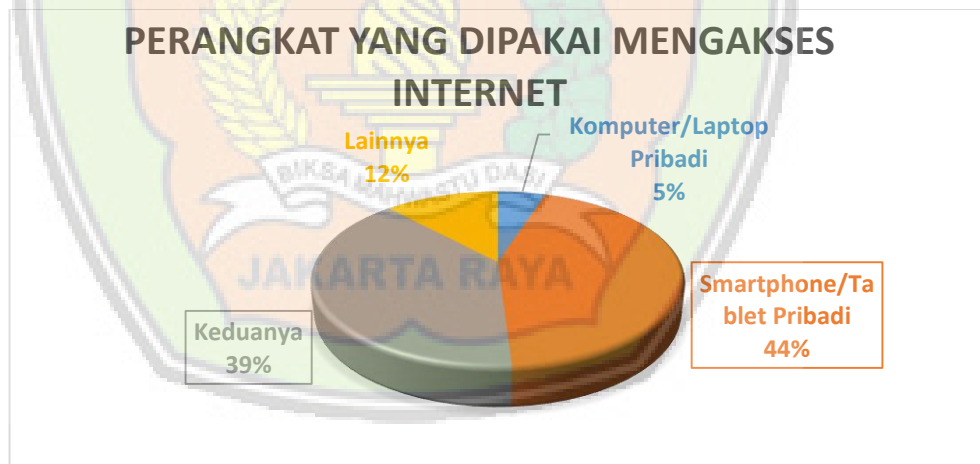 PERANGKAT YANG DIPAKAI MENGAKSES
INTERNET
Komputer/Laptop
Pribadi
5%
Lainnya
12%
Smartphone/Ta
blet Pribadi
44%
Keduanya
39%
JAKARTA RAYA